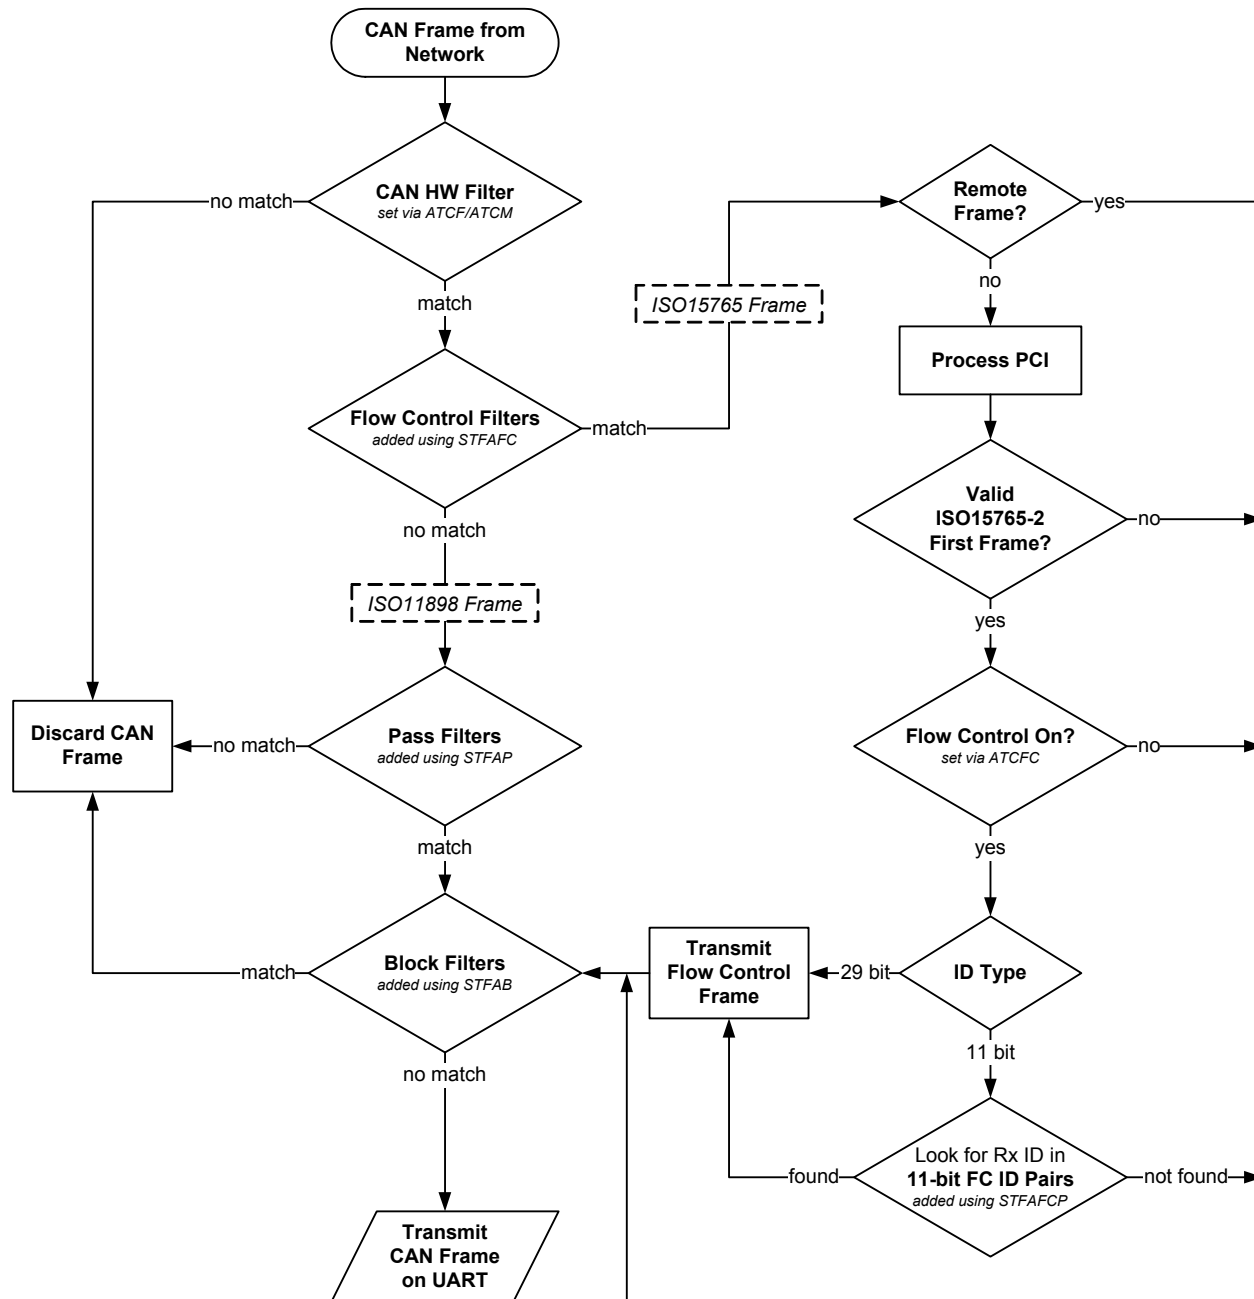 CAN Frame from
Network
CAN HW Filter
set via ATCF/ATCM
no match
match
Remote
Frame?
yes
no
ISO15765 Frame
Process PCI
Flow Control Filters
added using STFAFC
match
no match
Valid
ISO15765-2
First Frame?
no
yes
ISO11898 Frame
Discard CAN
Frame
no match
Pass Filters
added using STFAP
match
Flow Control On?
set via ATCFC
no
yes
match
Block Filters
added using STFAB
no match
Transmit
Flow Control
Frame
29 bit
ID Type
11 bit
found
Look for Rx ID in
11-bit FC ID Pairs
added using STFAFCP
not found
Transmit
CAN Frame
on UART